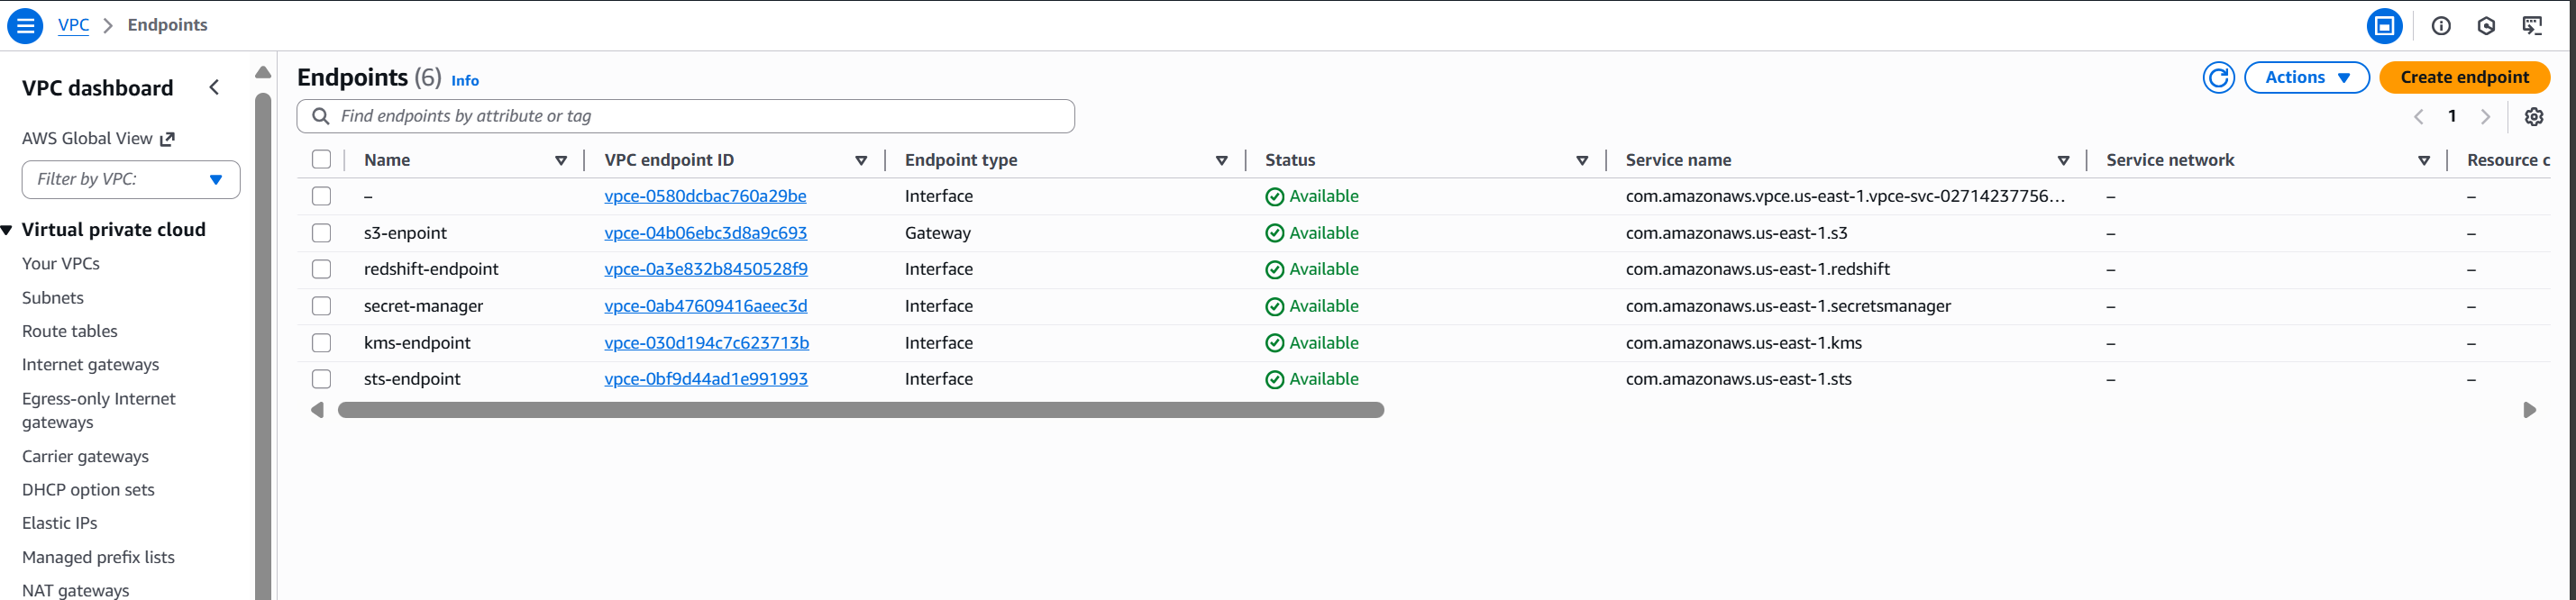 VPC > Endpoints
VPC dashboard
AWS Global View
Filter by VPC:
Virtual private cloud
Your VPCs
Subnets
Route tables
Internet gateways
Egress-only Internet
gateways
Carrier gateways
DHCP option sets
Elastic IPs
Managed prefix lists
NAT gateways
Endpoints (6) Info
Actions
Create endpoint
Find endpoints by attribute or tag
1
Name VPC endpoint ID Endpoint type Status Service name Service network Resource c
– vpce-0580dcbac760a29be Interface Available com.amazonaws.vpce.us-east-1.vpce-svc-02714237756... – –
s3-enpoint vpce-04b06ebc3d8a9c693 Gateway Available com.amazonaws.us-east-1.s3 – –
redshift-endpoint vpce-0a3e832b8450528f9 Interface Available com.amazonaws.us-east-1.redshift – –
secret-manager vpce-0ab47609416aeec3d Interface Available com.amazonaws.us-east-1.secretsmanager – –
kms-endpoint vpce-030d194c7c623713b Interface Available com.amazonaws.us-east-1.kms – –
sts-endpoint vpce-0bf9d44ad1e991993 Interface Available com.amazonaws.us-east-1.sts – –